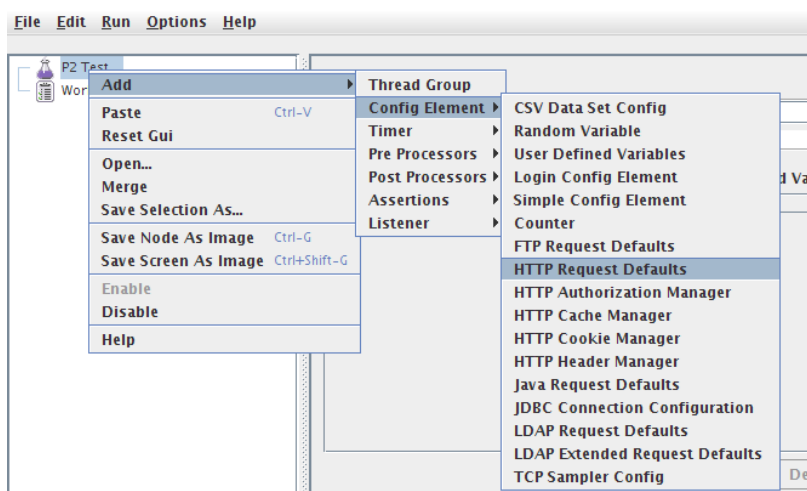 File Edit Run Options Help
P2 Test
Wor
Add
Paste Ctrl-V
Reset Gui
Open...
Merge
Save Selection As...
Save Node As Image Ctrl-G
Save Screen As Image Ctrl+Shift-G
Enable
Disable
Help
Thread Group
Config Element
Timer
Pre Processors
Post Processors
Assertions
Listener
CSV Data Set Config
Random Variable
User Defined Variables
Login Config Element
Simple Config Element
Counter
FTP Request Defaults
HTTP Request Defaults
HTTP Authorization Manager
HTTP Cache Manager
HTTP Cookie Manager
HTTP Header Manager
Java Request Defaults
JDBC Connection Configuration
LDAP Request Defaults
LDAP Extended Request Defaults
TCP Sampler Config
d Va
De